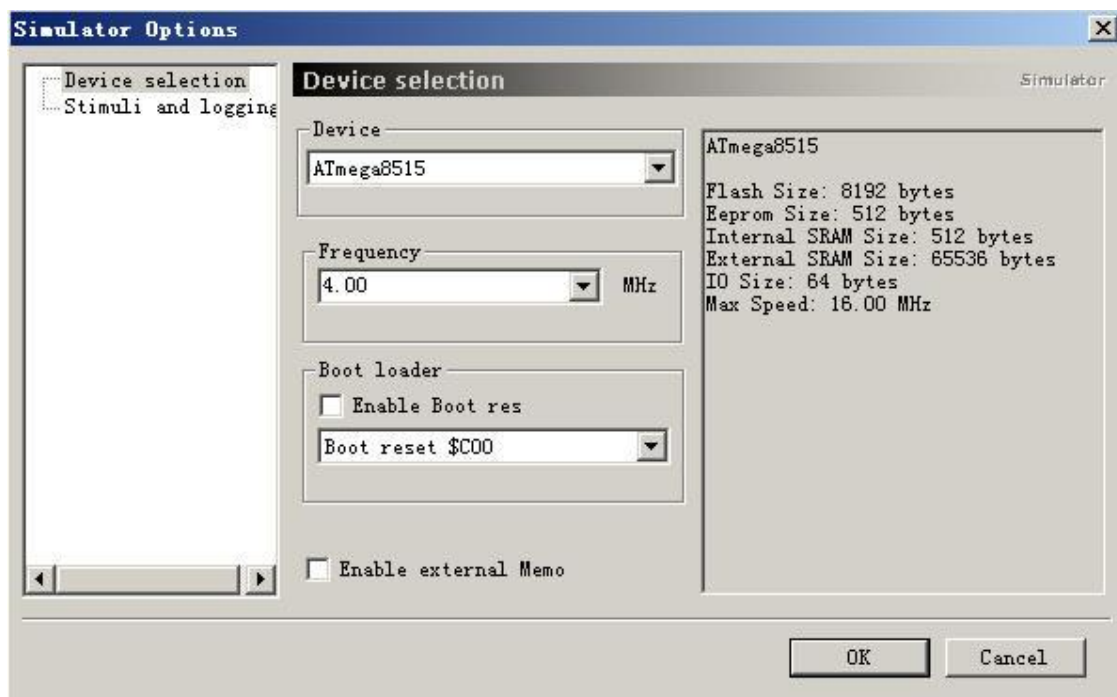 Simulator Options
Device selection
Stimuli and logging
Device selection
Simulator
Device
ATmega8515
Frequency
4.00
MHz
Boot loader
Enable Boot res
Boot reset $C00
Enable external Memo
ATmega8515
Flash Size: 8192 bytes
Eeprom Size: 512 bytes
Internal SRAM Size: 512 bytes
External SRAM Size: 65536 bytes
IO Size: 64 bytes
Max Speed: 16.00 MHz
OK
Cancel